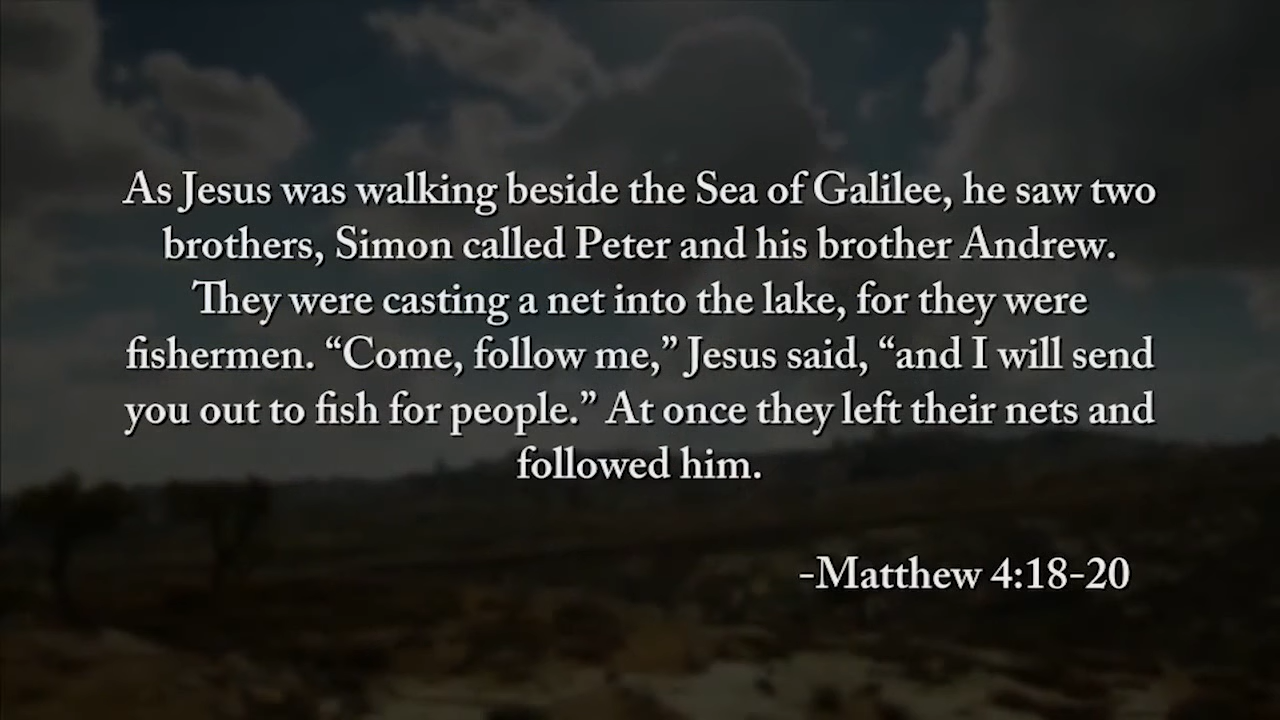 As Jesus was walking beside the Sea of Galilee, he saw two
brothers, Simon called Peter and his brother Andrew.
They were casting a net into the lake, for they were
fishermen. “Come, follow me,” Jesus said, “and I will send
you out to fish for people.” At once they left their nets and
followed him.
-Matthew 4:18-20